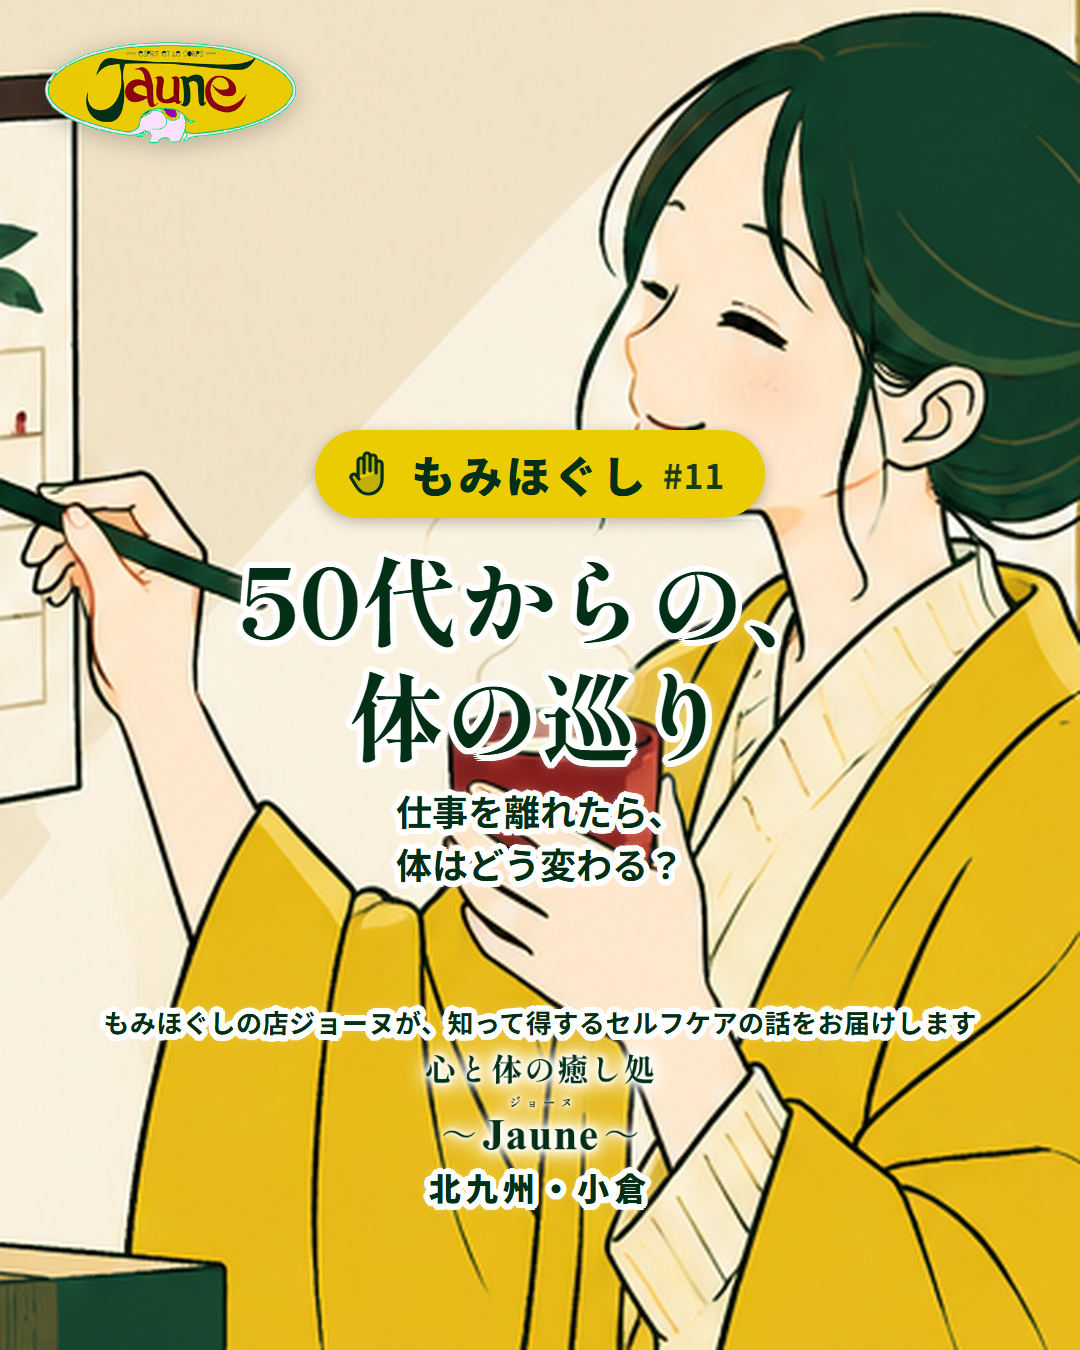 ESPRIT ET LE CORPS
Jaune
もみほぐし #11
50代からの、
体の巡り
仕事を離れたら、
体はどう変わる？
もみほぐしの店ジョーヌが、知って得するセルフケアの話をお届けします
心と体の癒し処
ジョーヌ
～Jaune～
北九州・小倉